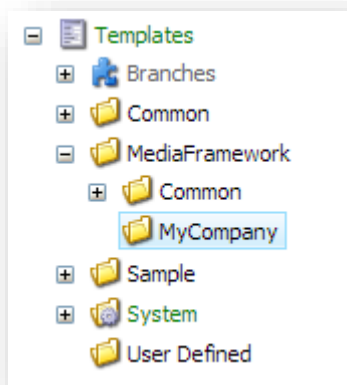 Templates
Branches
Common
MediaFramework
Common
MyCompany
Sample
System
User Defined